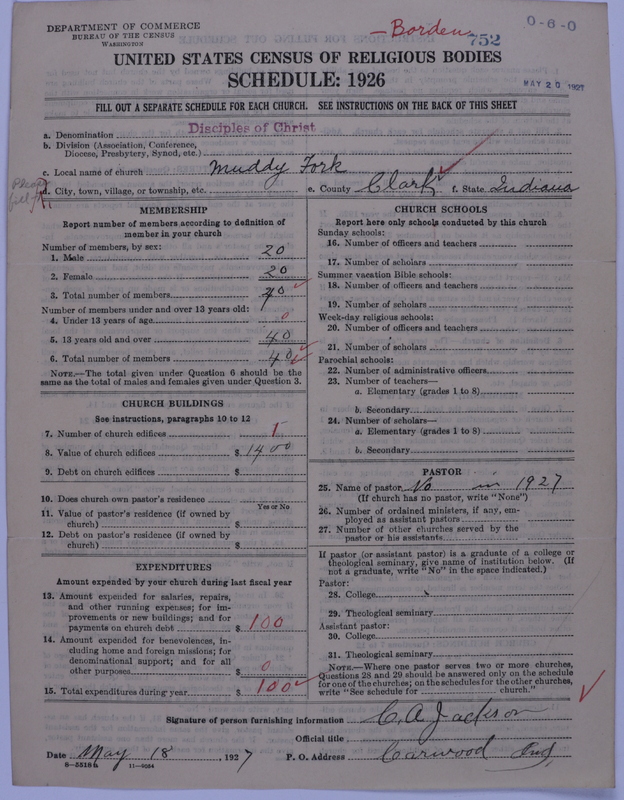 DEPARTMENT OF COMMERCE
BUREAU OF THE CENSUS
WASHINGTON
— Borden
752
0-6-0
UNITED STATES CENSUS OF RELIGIOUS BODIES
SCHEDULE: 1926
MAY 20 1927
FILL OUT A SEPARATE SCHEDULE FOR EACH CHURCH. SEE INSTRUCTIONS ON THE BACK OF THIS SHEET
a. Denomination Disciples of Christ
b. Division (Association, Conference,
Diocese, Presbytery, Synod, etc.)
c. Local name of church Muddy Fork
Please
d. City, town, village, or township, etc. e. County Clark f. State Indiana
MEMBERSHIP
Report number of members according to definition of
member in your church
Number of members, by sex:
1. Male 20
2. Female 20
3. Total number of members 40
Number of members under and over 13 years old:
4. Under 13 years of age 0
5. 13 years old and over 40
6. Total number of members 40
NOTE.—The total given under Question 6 should be the
same as the total of males and females given under Question 3.
CHURCH BUILDINGS
See instructions, paragraphs 10 to 12
7. Number of church edifices 1
8. Value of church edifices $ 1400
9. Debt on church edifices $
10. Does church own pastor's residence
Yes or No
11. Value of pastor's residence (if owned by
church) $
12. Debt on pastor's residence (if owned by
church) $
EXPENDITURES
Amount expended by your church during last fiscal year
13. Amount expended for salaries, repairs,
and other running expenses; for im-
provements or new buildings; and for
payments on church debt $ 100
14. Amount expended for benevolences, in-
cluding home and foreign missions; for
denominational support; and for all
other purposes $ 0
15. Total expenditures during year $ 100
CHURCH SCHOOLS
Report here only schools conducted by this church
Sunday schools:
16. Number of officers and teachers
17. Number of scholars
Summer vacation Bible schools:
18. Number of officers and teachers
19. Number of scholars
Week-day religious schools:
20. Number of officers and teachers
21. Number of scholars
Parochial schools:
22. Number of administrative officers
23. Number of teachers—
a. Elementary (grades 1 to 8)
b. Secondary
24. Number of scholars—
a. Elementary (grades 1 to 8)
b. Secondary
PASTOR
25. Name of pastor No in 1927
(If church has no pastor, write "None")
26. Number of ordained ministers, if any, em-
ployed as assistant pastors
27. Number of other churches served by the
pastor or his assistants
If pastor (or assistant pastor) is a graduate of a college or
theological seminary, give name of institution below. (If
not a graduate, write "No" in the space indicated.)
Pastor:
28. College
29. Theological seminary
Assistant pastor:
30. College
31. Theological seminary
NOTE.—Where one pastor serves two or more churches,
Questions 28 and 29 should be answered only on the schedule
for one of the churches; on the schedules for the other churches,
write "See schedule for church."
Signature of person furnishing information C. A. Jackson
Official title
Date May 18, 1927 P. O. Address Carwood Ind,
8-5518a 11-9084